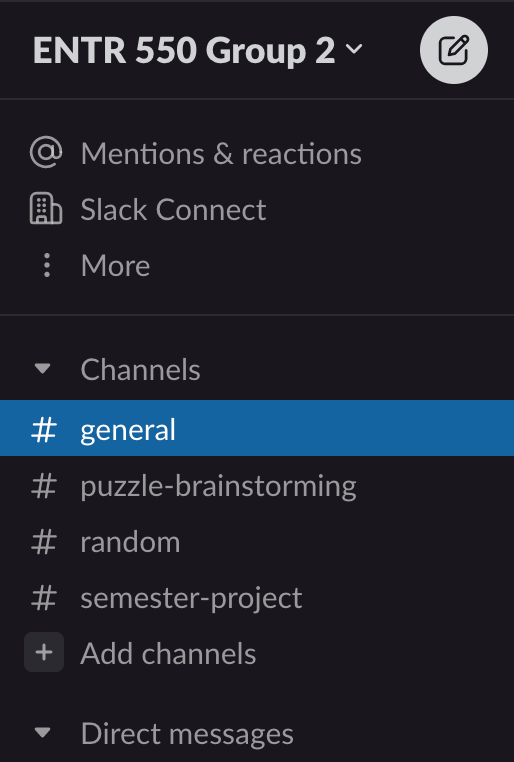 ENTR 550 Group 2
Mentions & reactions
Slack Connect
More
Channels
# general
# puzzle-brainstorming
# random
# semester-project
+ Add channels
Direct messages